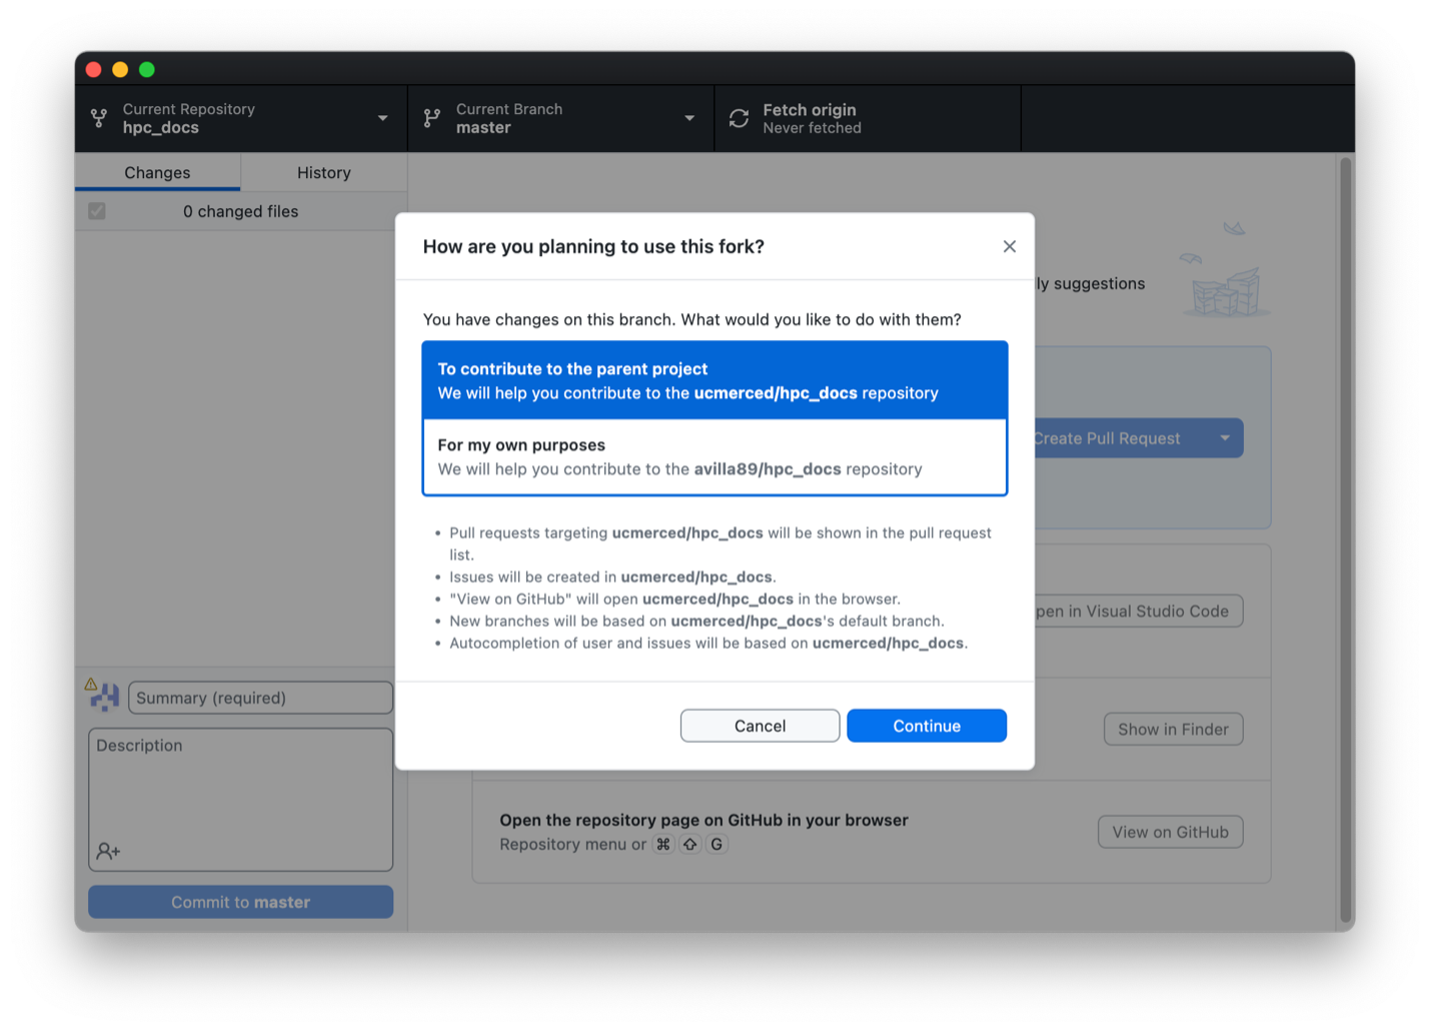 Current Repository
hpc_docs
Current Branch
master
Fetch origin
Never fetched
Changes
History
0 changed files
How are you planning to use this fork?
ly suggestions
You have changes on this branch. What would you like to do with them?
To contribute to the parent project
We will help you contribute to the ucmerced/hpc_docs repository
For my own purposes
We will help you contribute to the avilla89/hpc_docs repository
Create Pull Request
• Pull requests targeting ucmerced/hpc_docs will be shown in the pull request
list.
• Issues will be created in ucmerced/hpc_docs.
• "View on GitHub" will open ucmerced/hpc_docs in the browser.
• New branches will be based on ucmerced/hpc_docs's default branch.
• Autocompletion of user and issues will be based on ucmerced/hpc_docs.
pen in Visual Studio Code
Summary (required)
Cancel
Continue
Show in Finder
Description
Open the repository page on GitHub in your browser
Repository menu or ⌘ ⇧ G
View on GitHub
Commit to master